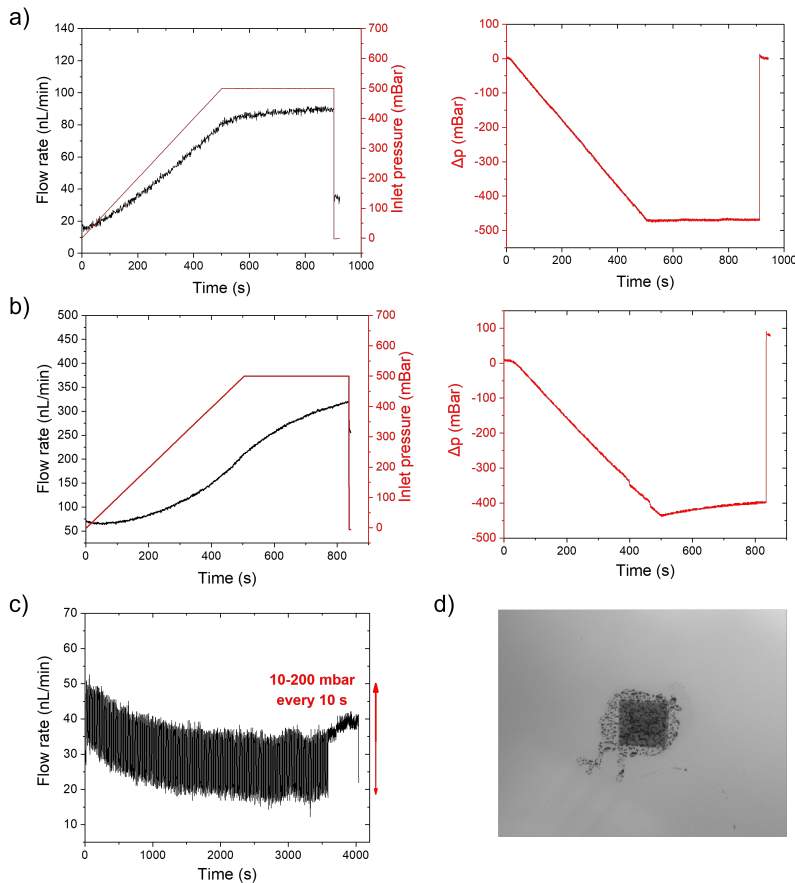 a)
140
120
100
80
60
40
20
0
Flow rate (nL/min)
0 200 400 600 800 1000
Time (s)
700
600
500
400
300
200
100
0
Inlet pressure (mBar)
100
0
-100
-200
-300
-400
-500
Δp (mBar)
0 200 400 600 800 1000
Time (s)
b)
500
450
400
350
300
250
200
150
100
50
Flow rate (nL/min)
0 200 400 600 800
Time (s)
700
600
500
400
300
200
100
0
Inlet pressure (mBar)
100
0
-100
-200
-300
-400
-500
Δp (mBar)
0 200 400 600 800
Time (s)
c)
70
60
50
40
30
20
10
Flow rate (nL/min)
10-200 mbar
every 10 s
0 1000 2000 3000 4000
Time (s)
d)